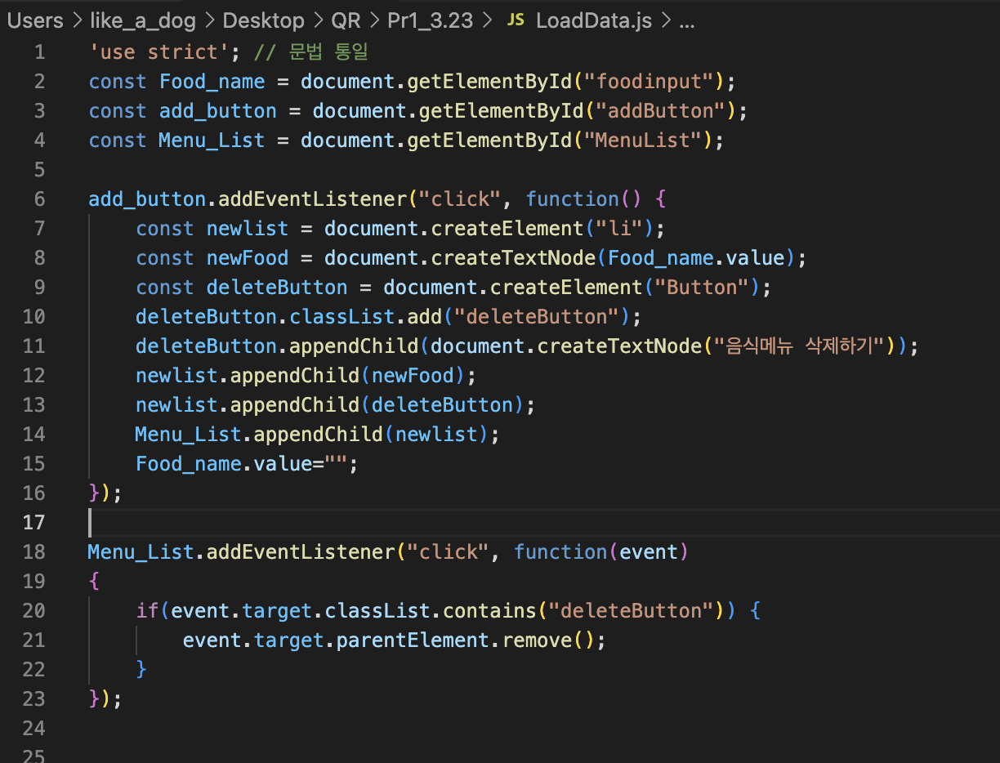 Users > like_a_dog > Desktop > QR > Pr1_3.23 > JS LoadData.js > ...
1 'use strict'; // 문법 통일
2 const Food_name = document.getElementById("foodinput");
3 const add_button = document.getElementById("addButton");
4 const Menu_List = document.getElementById("MenuList");
5
6 add_button.addEventListener("click", function() {
7     const newlist = document.createElement("li");
8     const newFood = document.createTextNode(Food_name.value);
9     const deleteButton = document.createElement("Button");
10     deleteButton.classList.add("deleteButton");
11     deleteButton.appendChild(document.createTextNode("음식메뉴 삭제하기"));
12     newlist.appendChild(newFood);
13     newlist.appendChild(deleteButton);
14     Menu_List.appendChild(newlist);
15     Food_name.value="";
16 });
17
18 Menu_List.addEventListener("click", function(event)
19 {
20     if(event.target.classList.contains("deleteButton")) {
21         event.target.parentElement.remove();
22     }
23 });
24
25